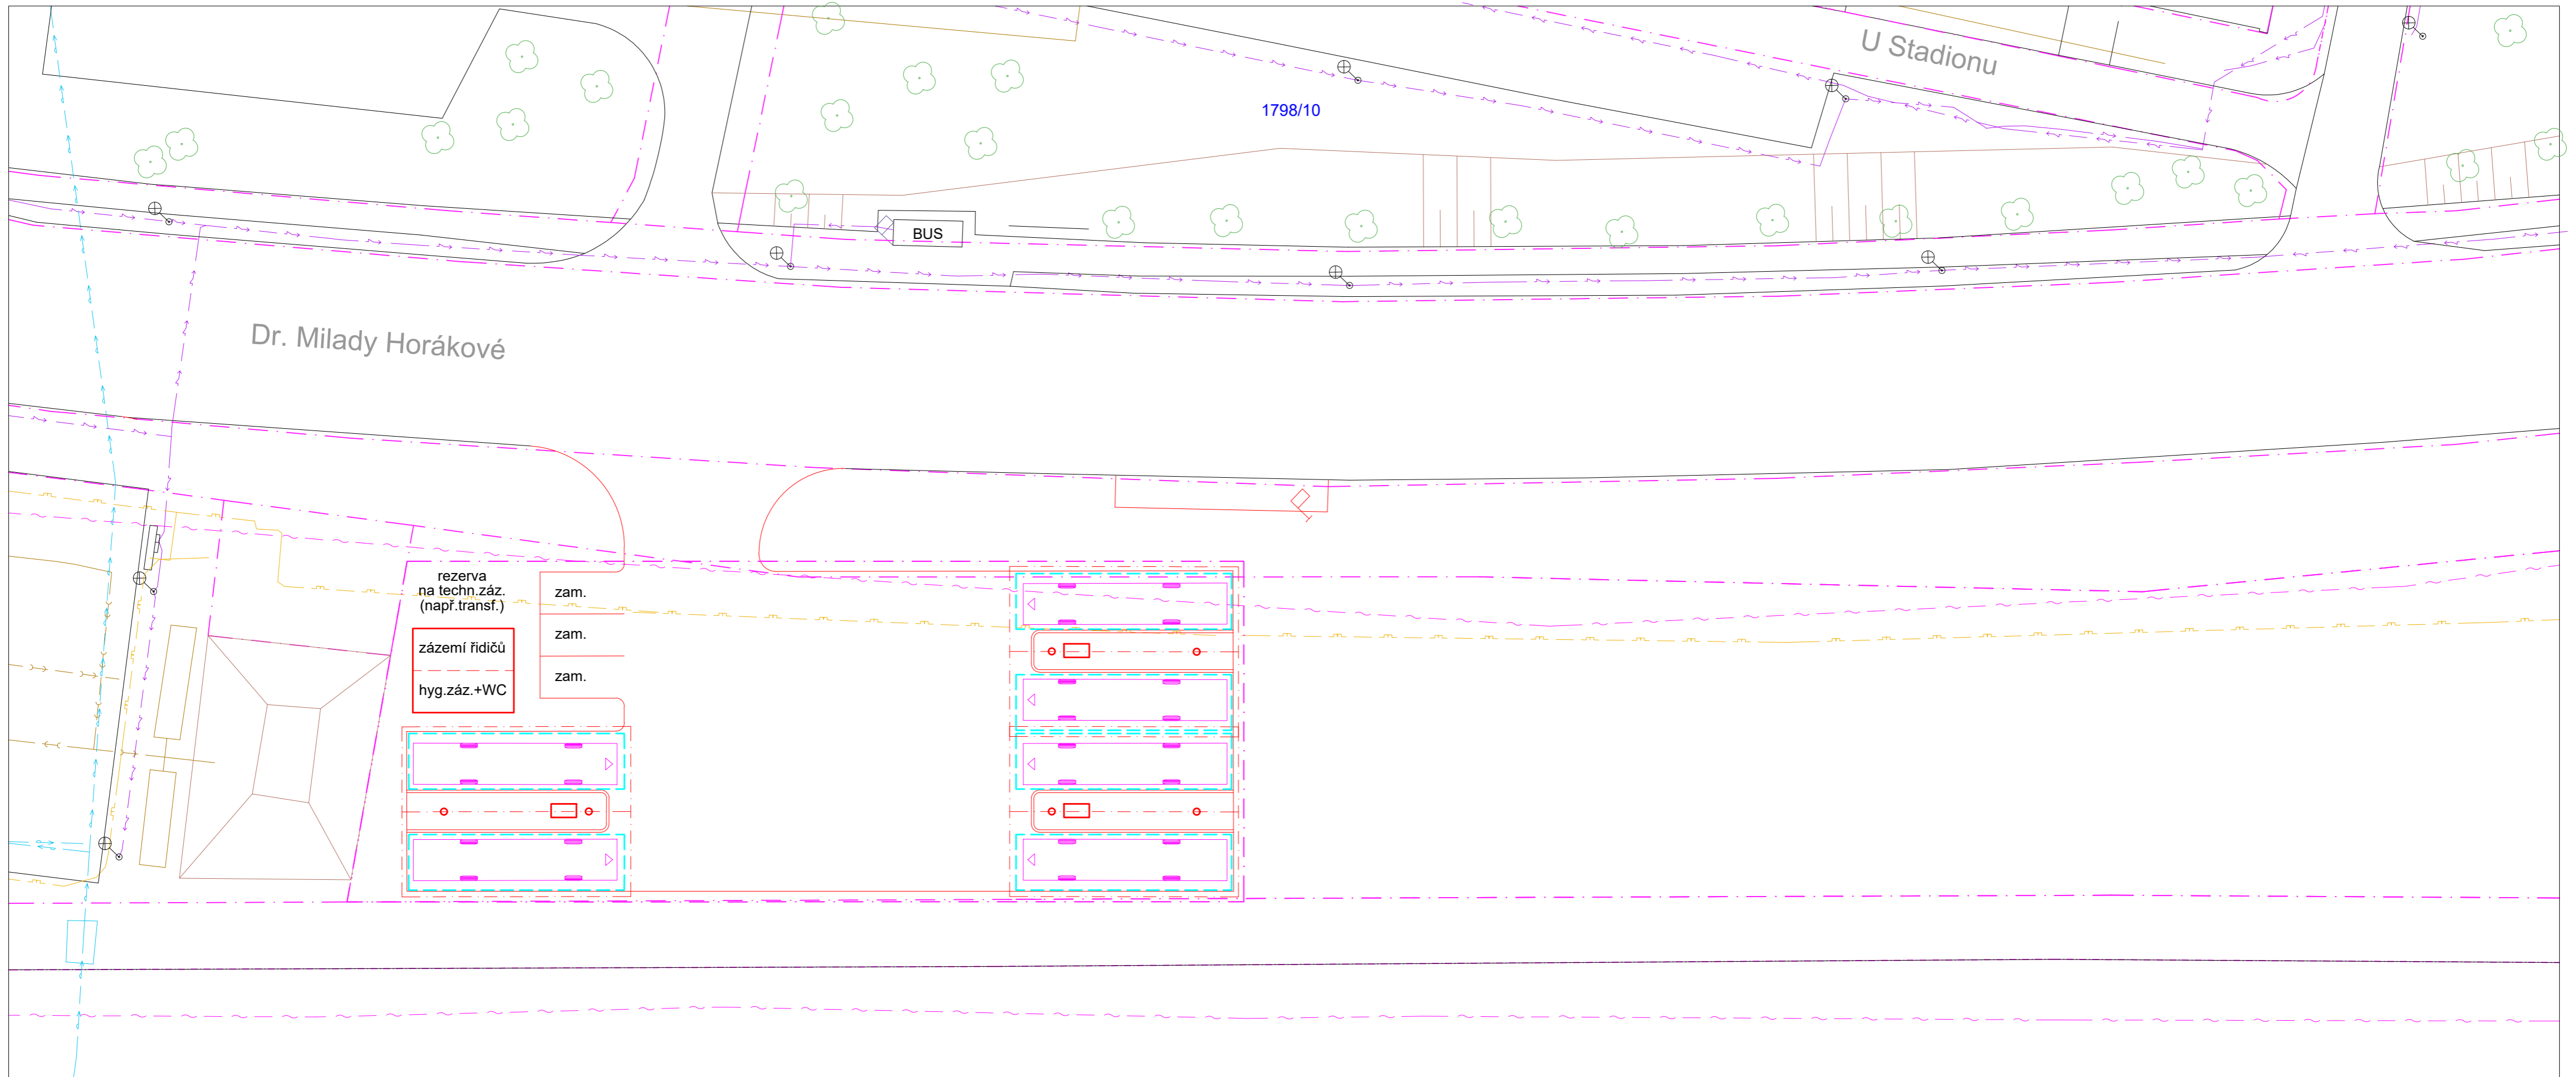 U Stadionu
1798/10
BUS
Dr. Milady Horákové
rezerva
na techn.záz.
(např.transf.)
zázemí řidičů
hyg.záz.+WC
zam.
zam.
zam.